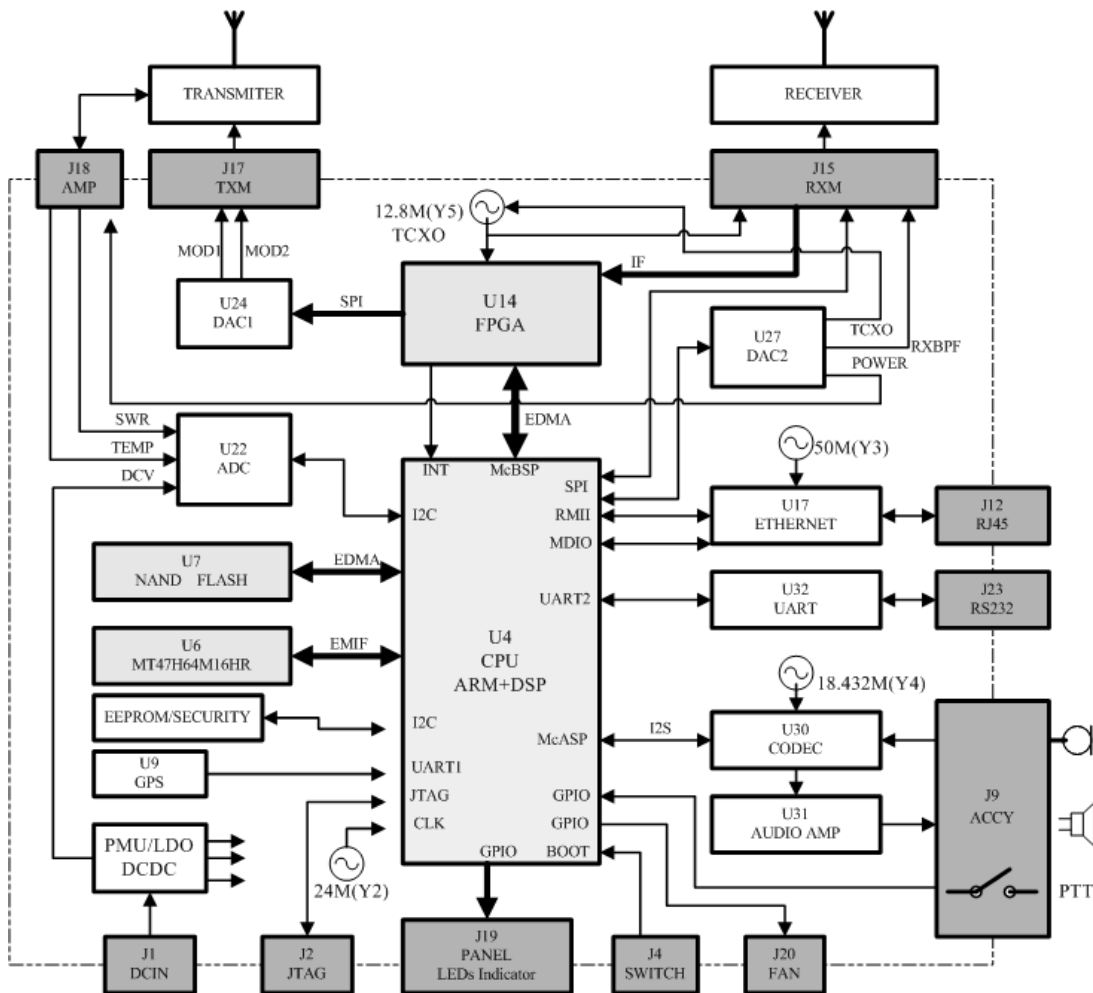 TRANSMITER
RECEIVER
J18
AMP
J17
TXM
J15
RXM
12.8M(Y5)
TCXO
MOD1
MOD2
IF
U24
DAC1
SPI
U14
FPGA
U27
DAC2
TCXO
RXBPF
POWER
EDMA
SWR
TEMP
DCV
U22
ADC
50M(Y3)
INT
McBSP
SPI
I2C
RMII
MDIO
U17
ETHERNET
J12
RJ45
U7
NAND FLASH
EDMA
UART2
U32
UART
J23
RS232
U6
MT47H64M16HR
EMIF
U4
CPU
ARM+DSP
18.432M(Y4)
EEPROM/SECURITY
I2C
McASP
I2S
U30
CODEC
U9
GPS
UART1
JTAG
CLK
GPIO
GPIO
BOOT
GPIO
U31
AUDIO AMP
J9
ACCY
PTT
PMU/LDO
DCDC
24M(Y2)
J1
DCIN
J2
JTAG
J19
PANEL
LEDs Indicator
J4
SWITCH
J20
FAN